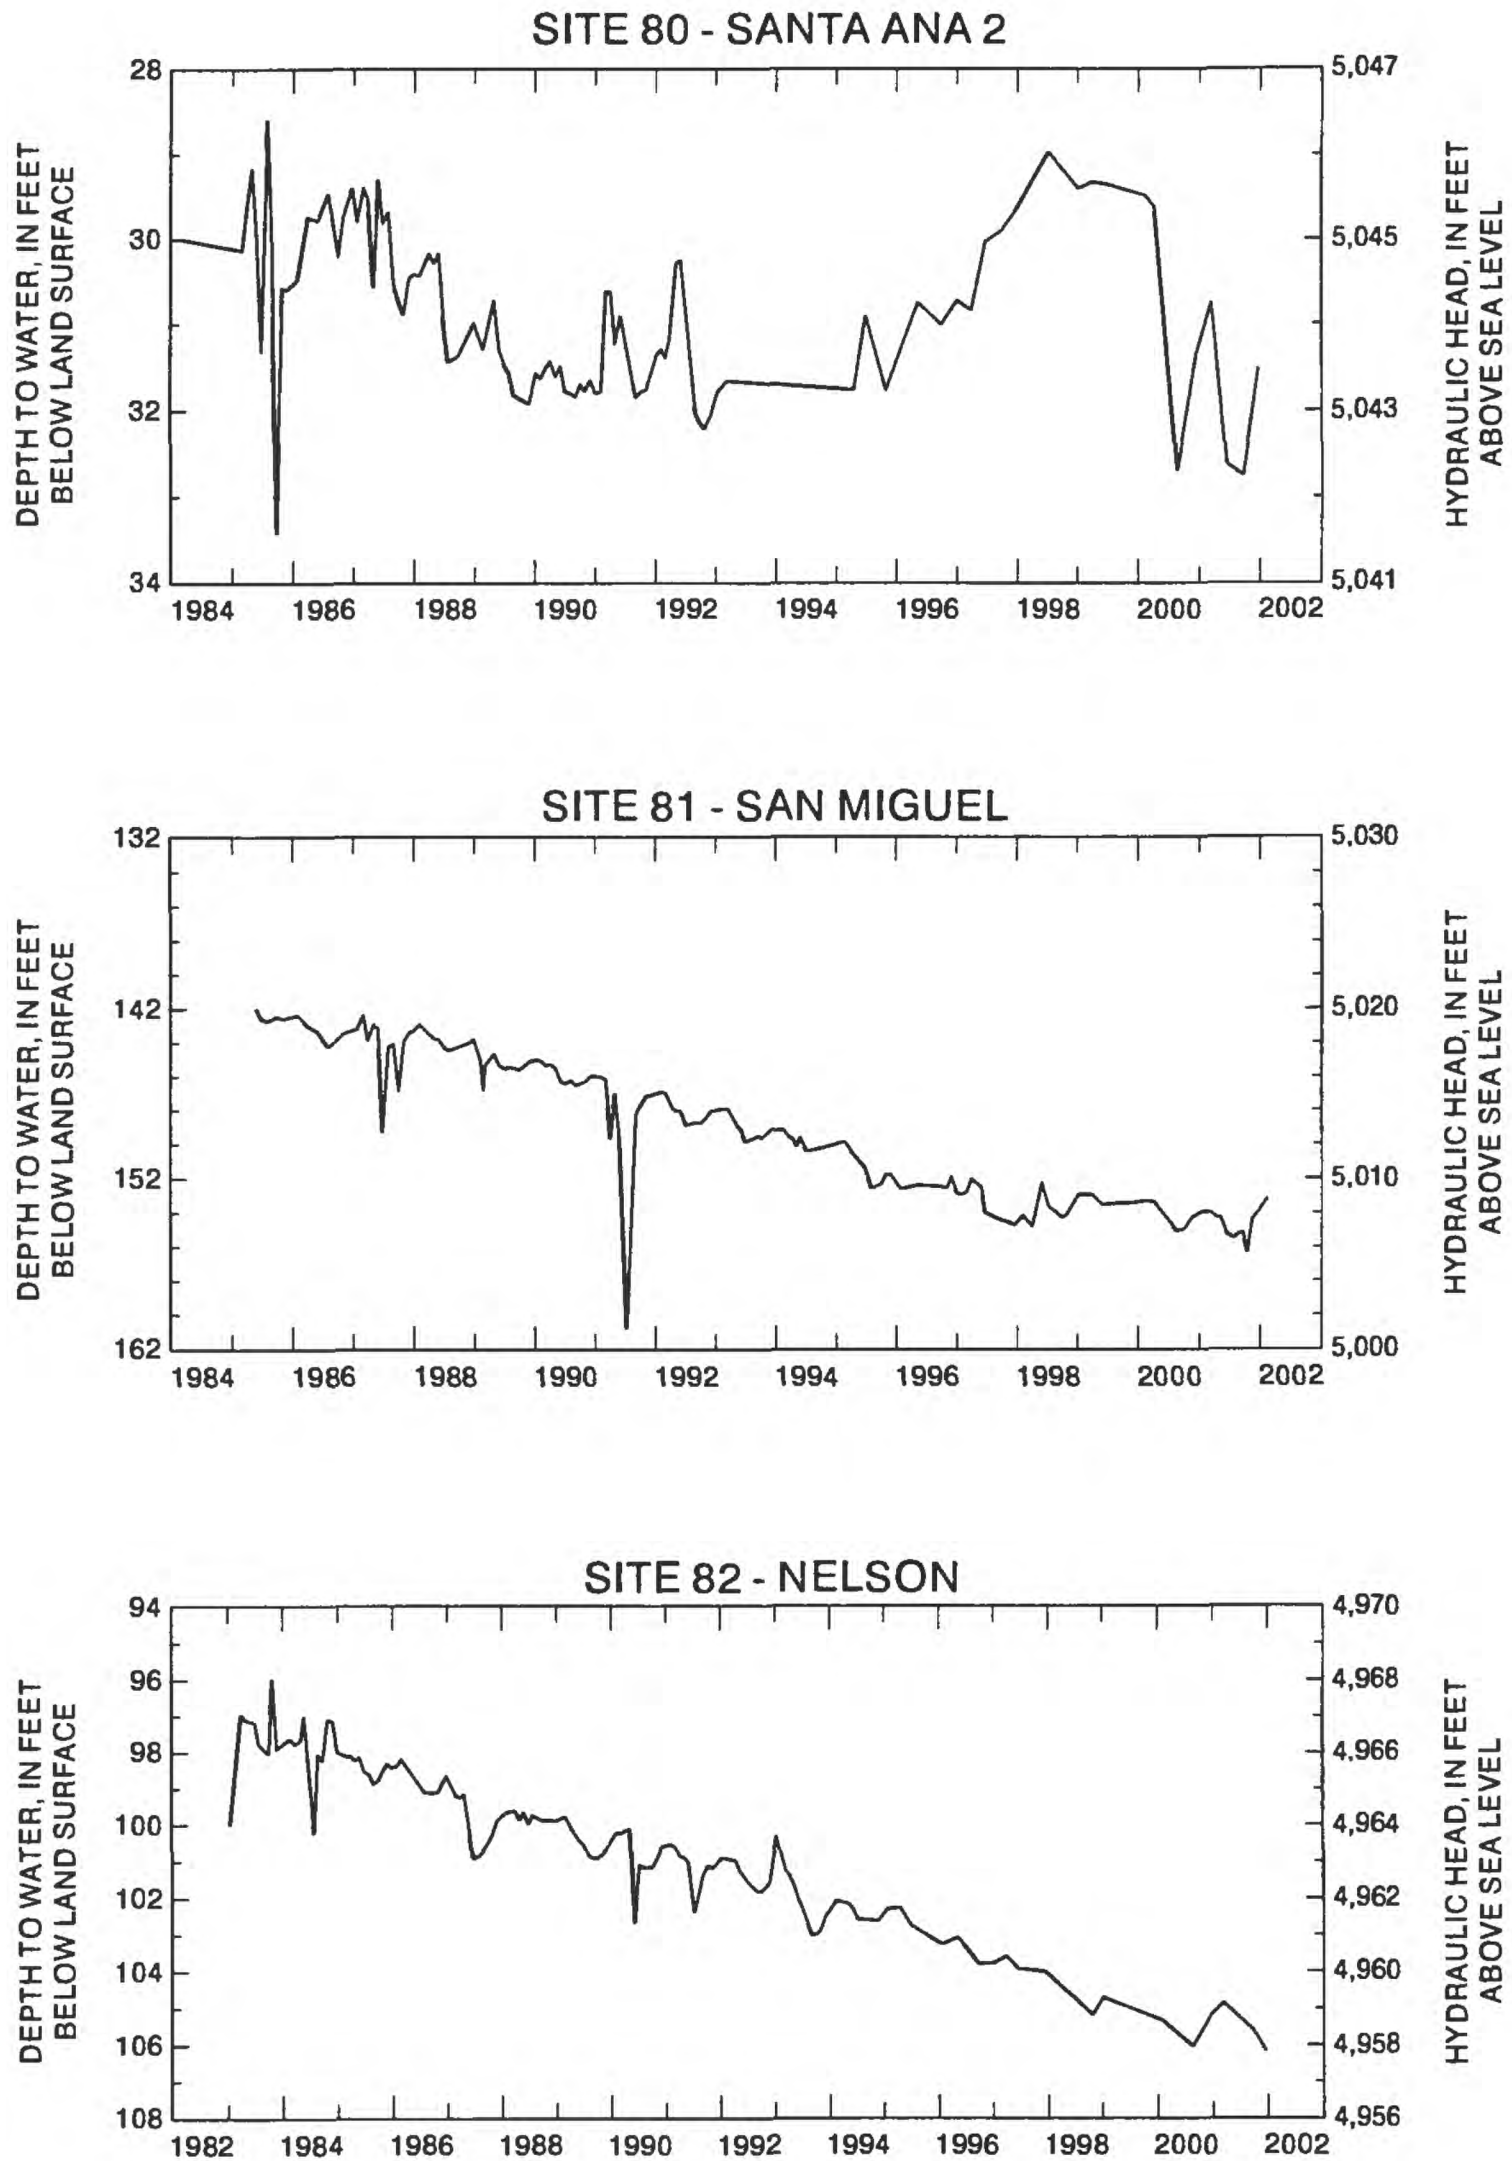 SITE 80 - SANTA ANA 2
DEPTH TO WATER, IN FEET
BELOW LAND SURFACE
28
30
32
34
5,047
5,045
5,043
5,041
HYDRAULIC HEAD, IN FEET
ABOVE SEA LEVEL
1984 1986 1988 1990 1992 1994 1996 1998 2000 2002
SITE 81 - SAN MIGUEL
DEPTH TO WATER, IN FEET
BELOW LAND SURFACE
132
142
152
162
5,030
5,020
5,010
5,000
HYDRAULIC HEAD, IN FEET
ABOVE SEA LEVEL
1984 1986 1988 1990 1992 1994 1996 1998 2000 2002
SITE 82 - NELSON
DEPTH TO WATER, IN FEET
BELOW LAND SURFACE
94
96
98
100
102
104
106
108
4,970
4,968
4,966
4,964
4,962
4,960
4,958
4,956
HYDRAULIC HEAD, IN FEET
ABOVE SEA LEVEL
1982 1984 1986 1988 1990 1992 1994 1996 1998 2000 2002